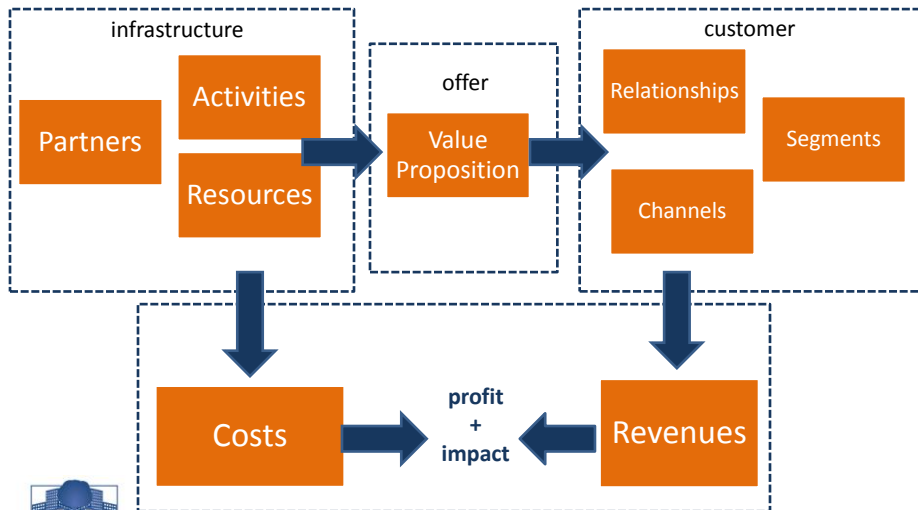 infrastructure
Partners
Activities
Resources
offer
Value
Proposition
customer
Relationships
Segments
Channels
Costs
profit
+
impact
Revenues